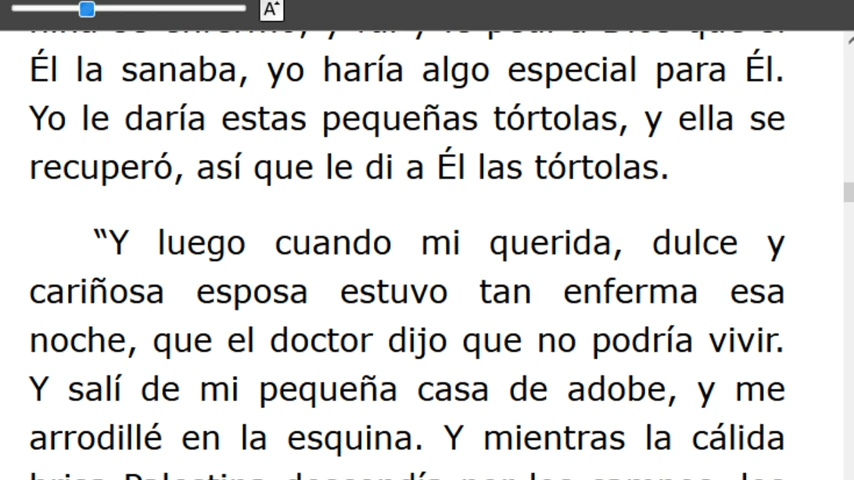 A
Él la sanaba, yo haría algo especial para Él.
Yo le daría estas pequeñas tórtolas, y ella se
recuperó, así que le di a Él las tórtolas.
“Y luego cuando mi querida, dulce y
cariñosa esposa estuvo tan enferma esa
noche, que el doctor dijo que no podría vivir.
Y salí de mi pequeña casa de adobe, y me
arrodillé en la esquina. Y mientras la cálida